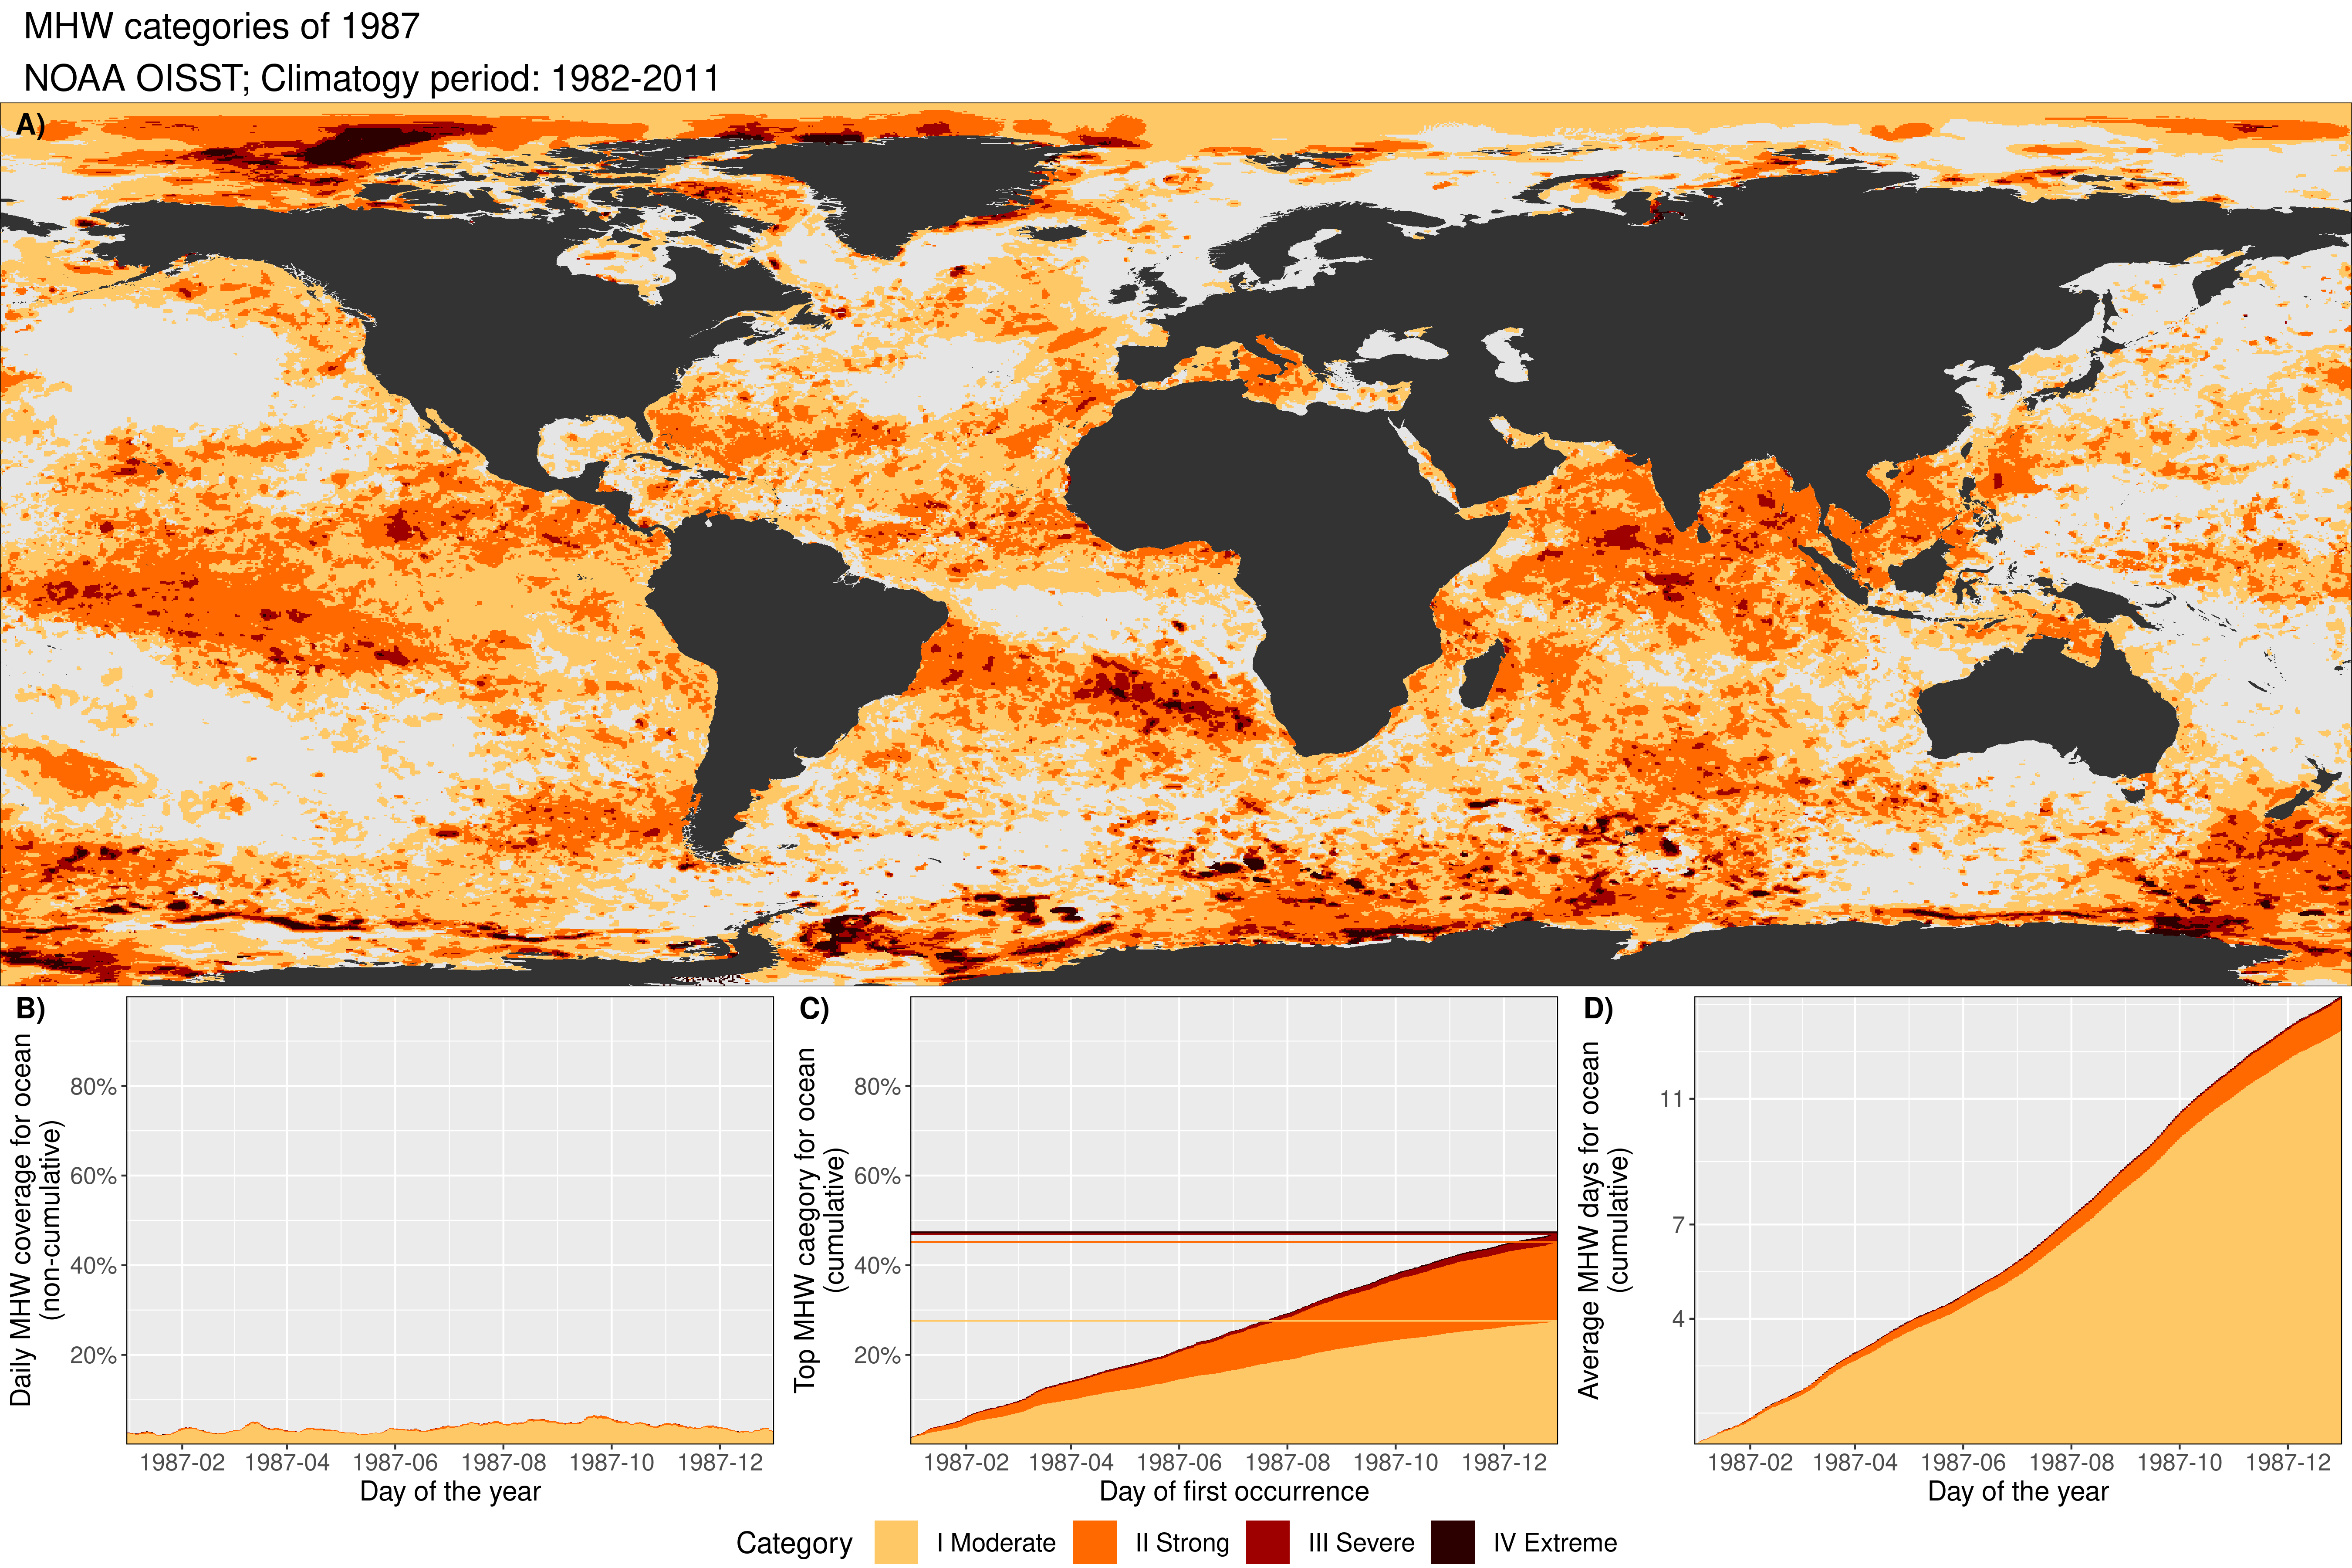 MHW categories of 1987
NOAA OISST; Climatogy period: 1982-2011
A)
B)
Daily MHW coverage for ocean
(non-cumulative)
80%
60%
40%
20%
1987-02 1987-04 1987-06 1987-08 1987-10 1987-12
Day of the year
C)
Top MHW category for ocean
(cumulative)
80%
60%
40%
20%
1987-02 1987-04 1987-06 1987-08 1987-10 1987-12
Day of first occurrence
D)
Average MHW days for ocean
(cumulative)
11
7
4
1987-02 1987-04 1987-06 1987-08 1987-10 1987-12
Day of the year
Category I Moderate II Strong III Severe IV Extreme